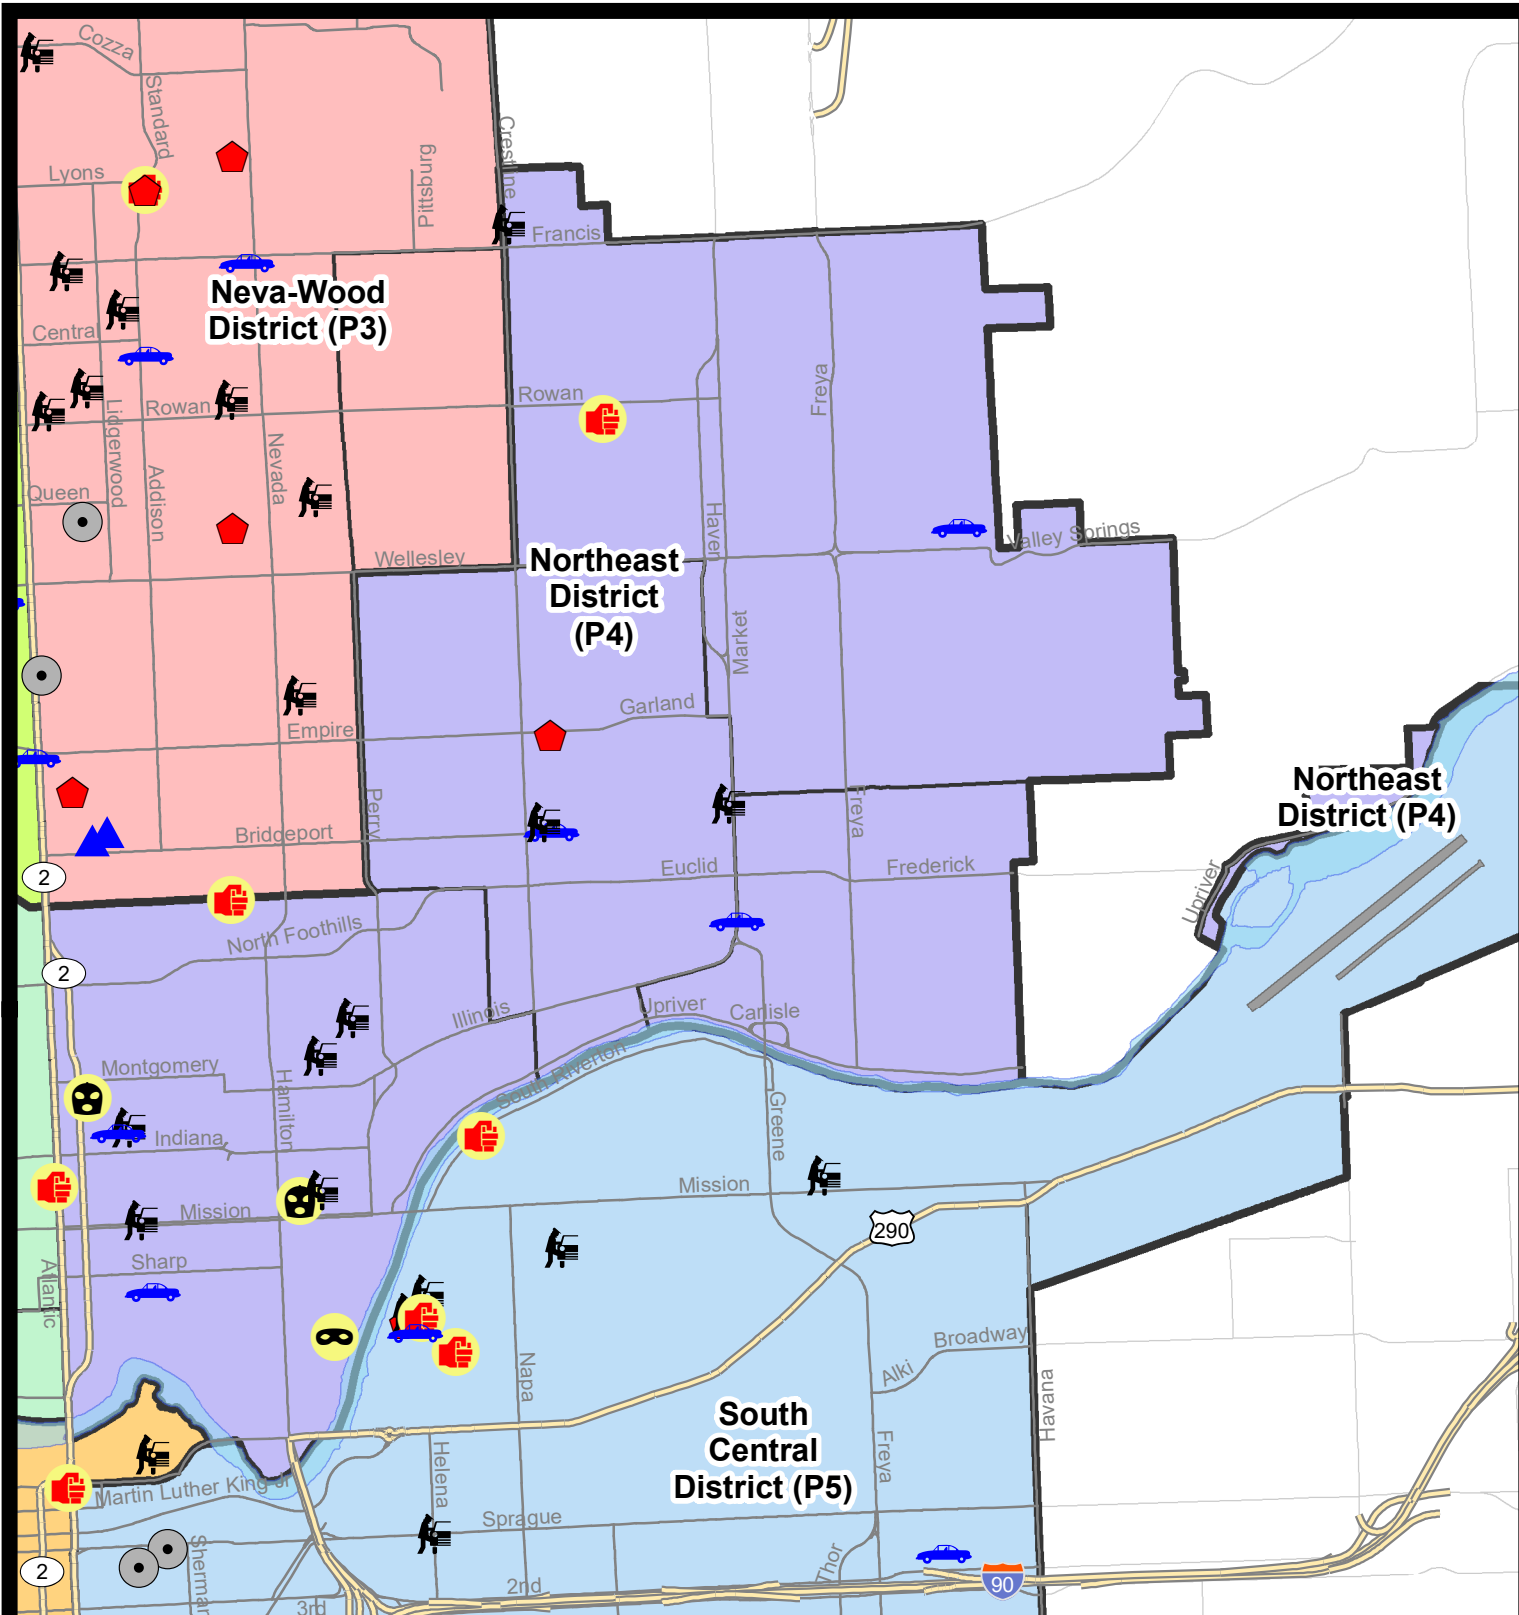 Cozza
Standard
Crestline
Pittsburg
Lyons
Francis
Neva-Wood
District (P3)
Central
Rowan
Rowan
Freya
Lidgerwood
Nevada
Addison
Queen
Haven
Valley Springs
Wellesley
Northeast
District
(P4)
Market
Garland
Empire
Northeast
District (P4)
Perry
Freya
Bridgeport
Euclid
Frederick
Upriver
2
North Foothills
2
Illinois
Upriver
Carlisle
South Riverton
Montgomery
Hamilton
Greene
Indiana
Mission
Mission
290
Sharp
Atlantic
Broadway
Napa
Alki
Havana
South
Central
District (P5)
Helena
Freya
Martin Luther King Jr
Sprague
Sherman
Thor
2
2nd
90
3rd